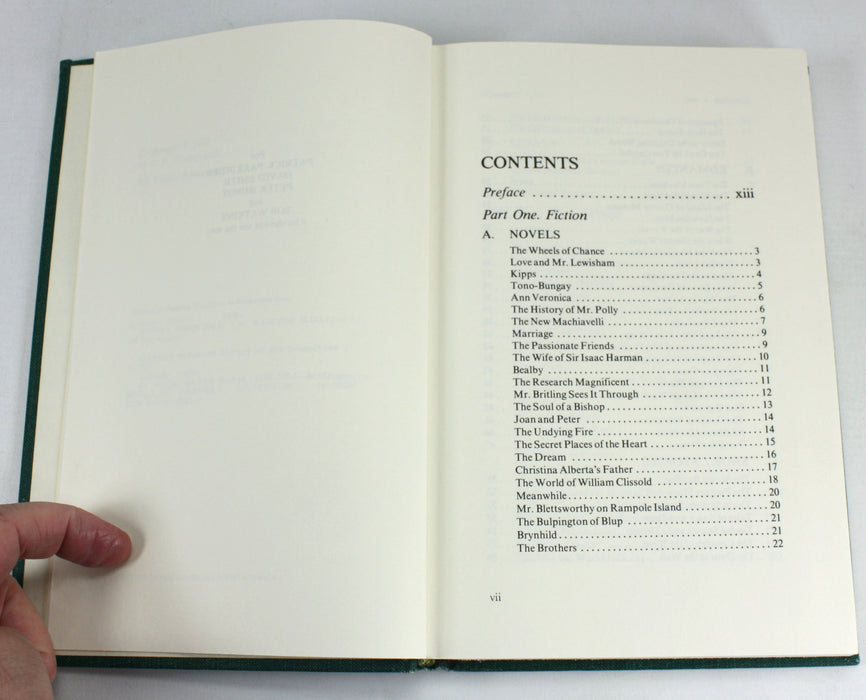 CONTENTS
Preface .......................... xiii
Part One. Fiction
A. NOVELS
The Wheels of Chance .......................... 3
Love and Mr. Lewisham .......................... 3
Kipps .......................... 4
Tono-Bungay .......................... 5
Ann Veronica .......................... 6
The History of Mr. Polly .......................... 6
The New Machiavelli .......................... 7
Marriage .......................... 9
The Passionate Friends .......................... 9
The Wife of Sir Isaac Harman .......................... 10
Bealby .......................... 11
The Research Magnificent .......................... 11
Mr. Britling Sees It Through .......................... 12
The Soul of a Bishop .......................... 13
Joan and Peter .......................... 14
The Undying Fire .......................... 14
The Secret Places of the Heart .......................... 15
The Dream .......................... 16
Christina Alberta's Father .......................... 17
The World of William Clissold .......................... 18
Meanwhile .......................... 20
Mr. Blettsworthy on Rampole Island .......................... 20
The Bulpington of Blup .......................... 21
Brynhild .......................... 21
The Brothers .......................... 22
vii